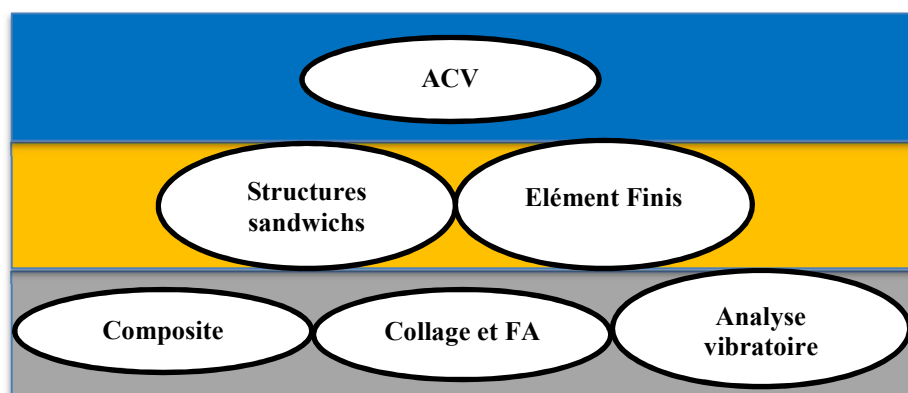 ACV
Structures
sandwichs
Elément Finis
Composite
Collage et FA
Analyse
vibratoire